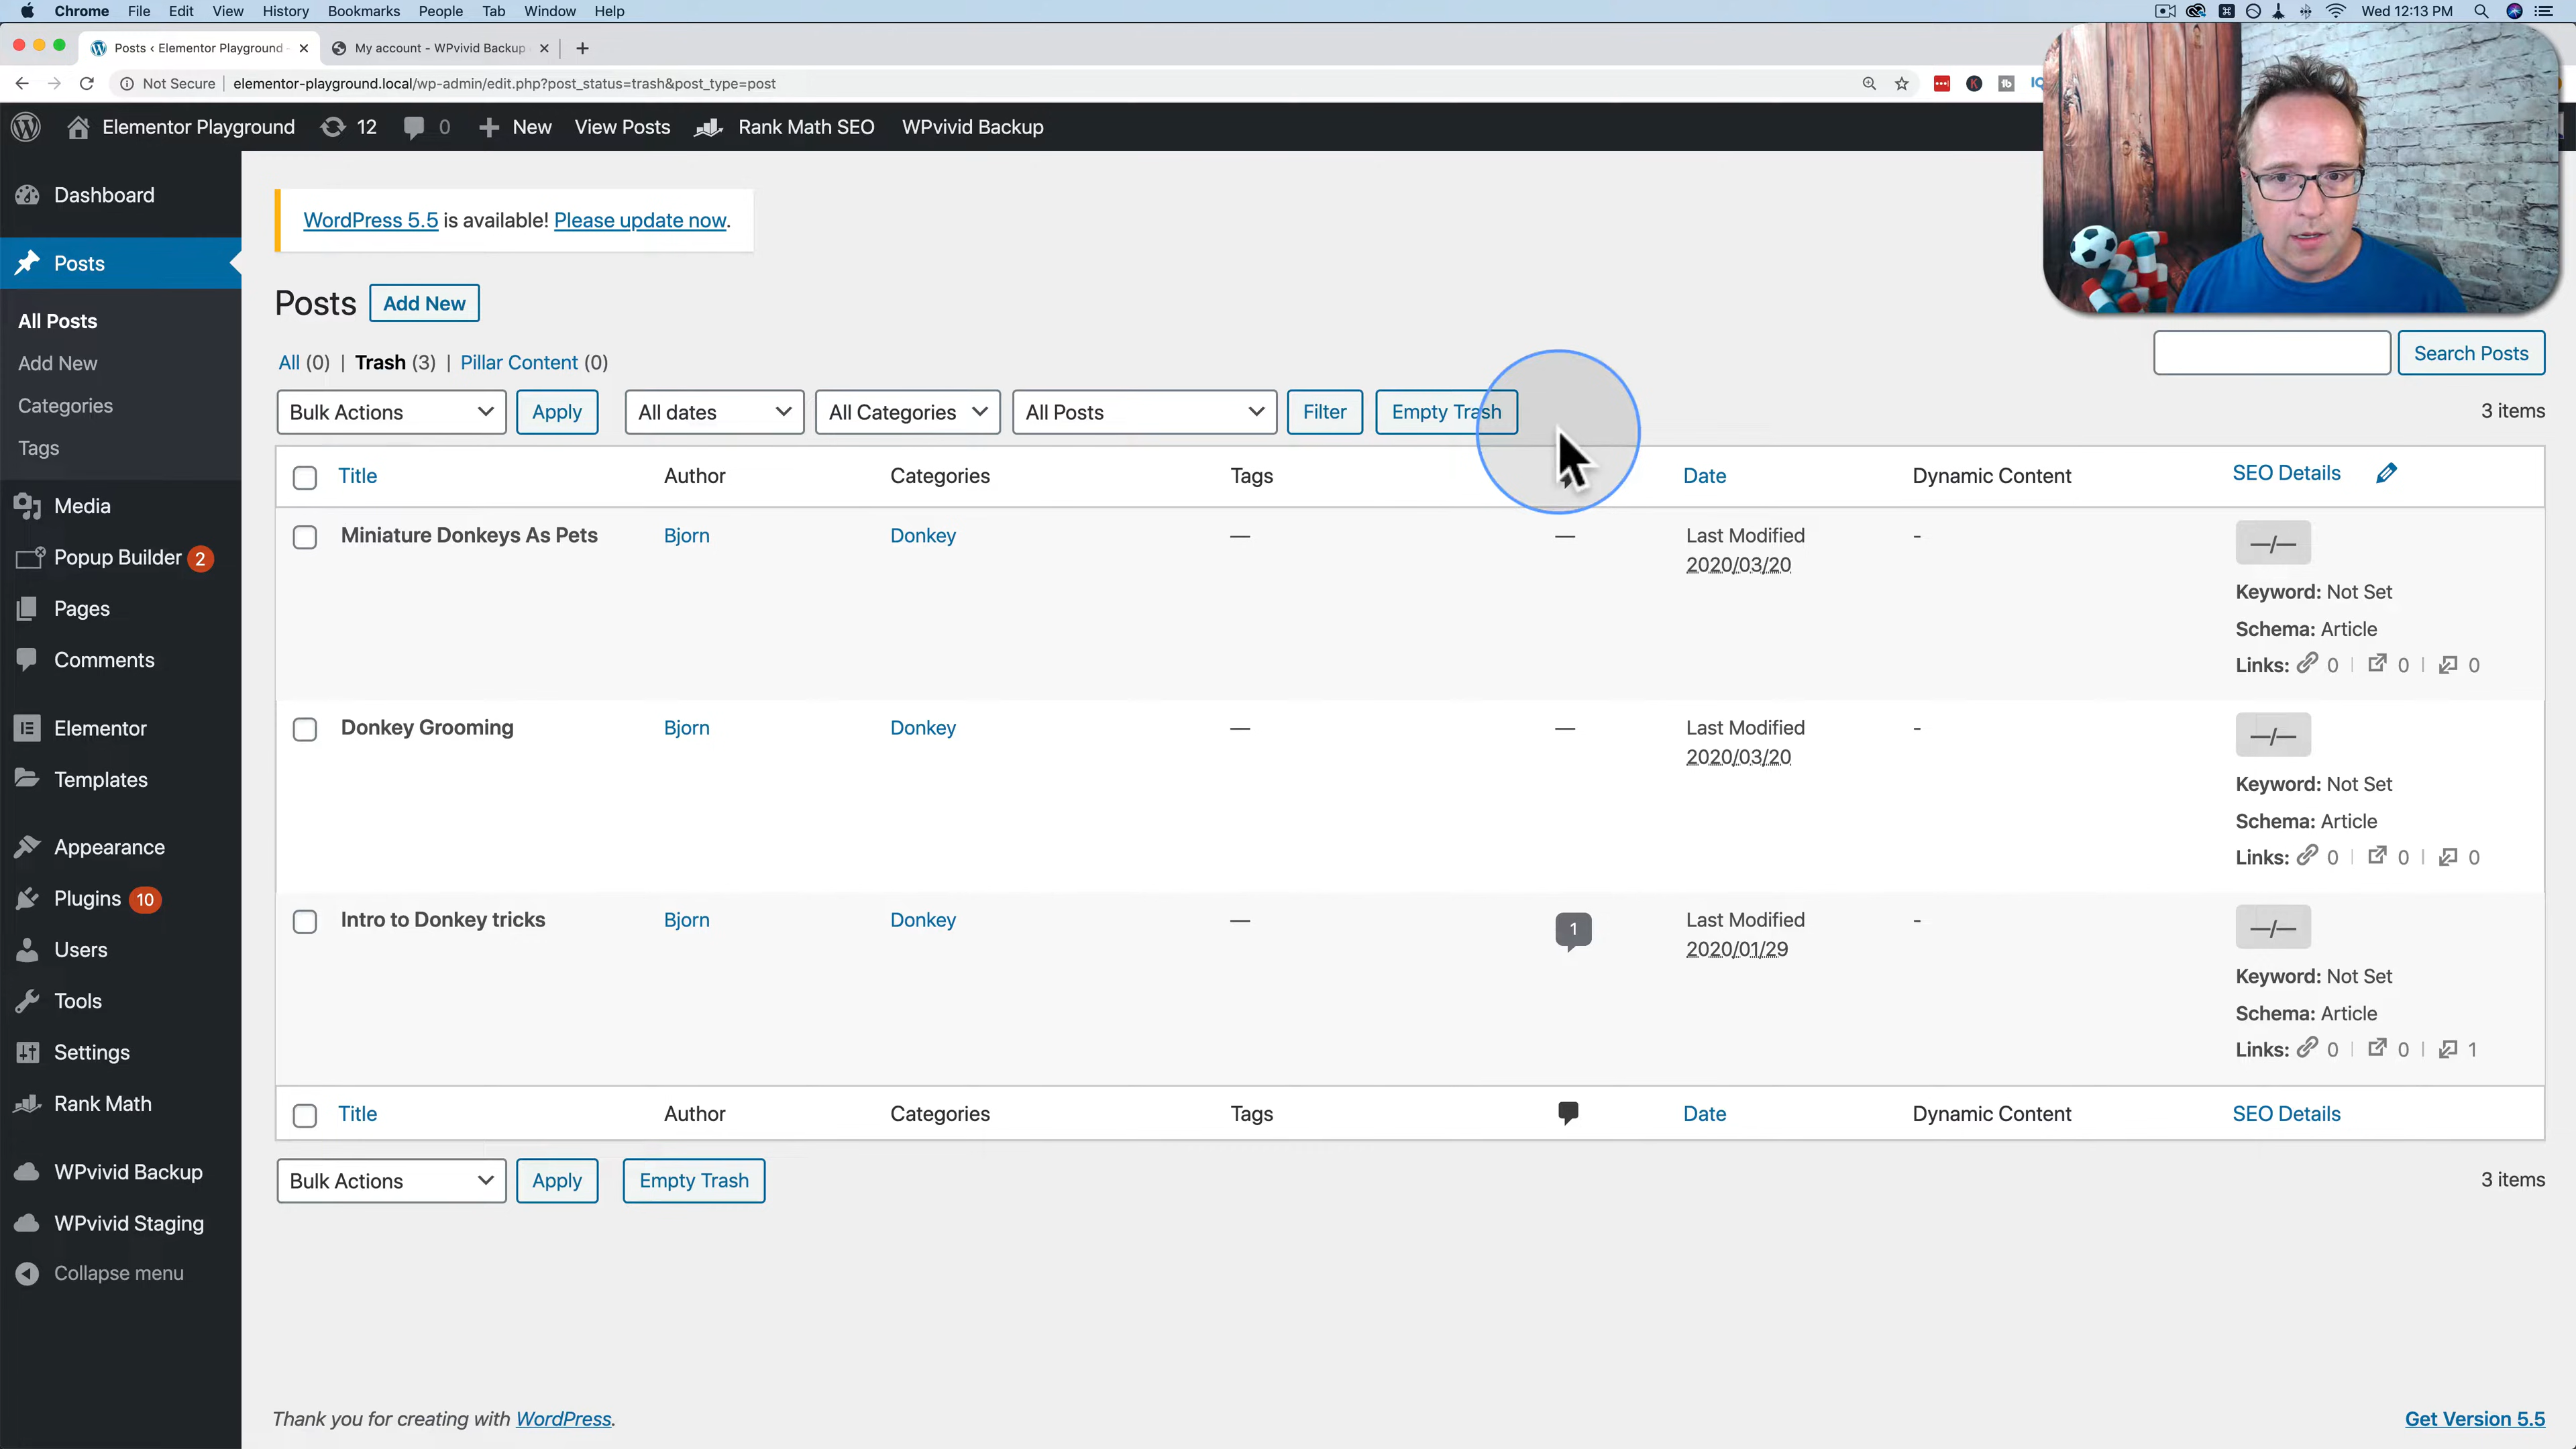 Chrome File Edit View History Bookmarks People Tab Window Help Wed 12:13 PM
Posts ‹ Elementor Playground - My account - WPvivid Backup
Not Secure elementor-playground.local/wp-admin/edit.php?post_status=trash&post_type=post
Elementor Playground 12 0 New View Posts Rank Math SEO WPvivid Backup
Dashboard
Posts
All Posts
Add New
Categories
Tags
Media
Popup Builder 2
Pages
Comments
Elementor
Templates
Appearance
Plugins 10
Users
Tools
Settings
Rank Math
WPvivid Backup
WPvivid Staging
Collapse menu
WordPress 5.5 is available! Please update now.
Posts Add New
Search Posts
All (0) | Trash (3) | Pillar Content (0)
Bulk Actions Apply All dates All Categories All Posts Filter Empty Trash 3 items
Title Author Categories Tags Date Dynamic Content SEO Details
Miniature Donkeys As Pets Bjorn Donkey — — Last Modified - —/—
2020/03/20
Keyword: Not Set
Schema: Article
Links: 0 | 0 | 0
Donkey Grooming Bjorn Donkey — — Last Modified - —/—
2020/03/20
Keyword: Not Set
Schema: Article
Links: 0 | 0 | 0
Intro to Donkey tricks Bjorn Donkey — 1 Last Modified - —/—
2020/01/29
Keyword: Not Set
Schema: Article
Links: 0 | 0 | 1
Title Author Categories Tags Date Dynamic Content SEO Details
Bulk Actions Apply Empty Trash 3 items
Thank you for creating with WordPress. Get Version 5.5